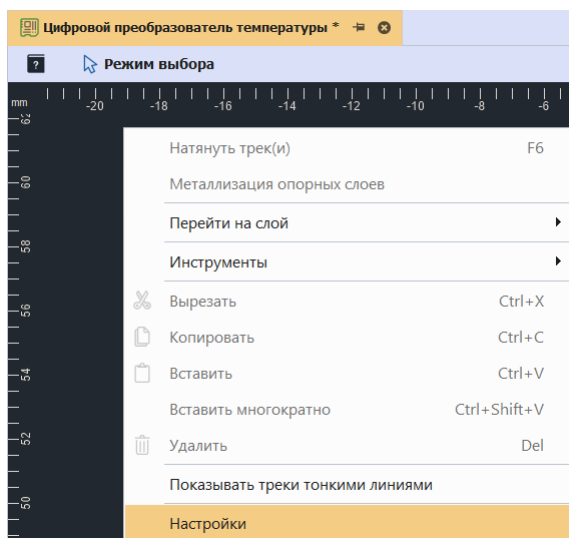 Цифровой преобразователь температуры *
? Режим выбора
mm -20 -18 -16 -14 -12 -10 -8 -6
62
Натянуть трек(и) F6
60
Металлизация опорных слоев
Перейти на слой
58
Инструменты
Вырезать Ctrl+X
56
Копировать Ctrl+C
54
Вставить Ctrl+V
Вставить многократно Ctrl+Shift+V
52
Удалить Del
Показывать треки тонкими линиями
50
Настройки